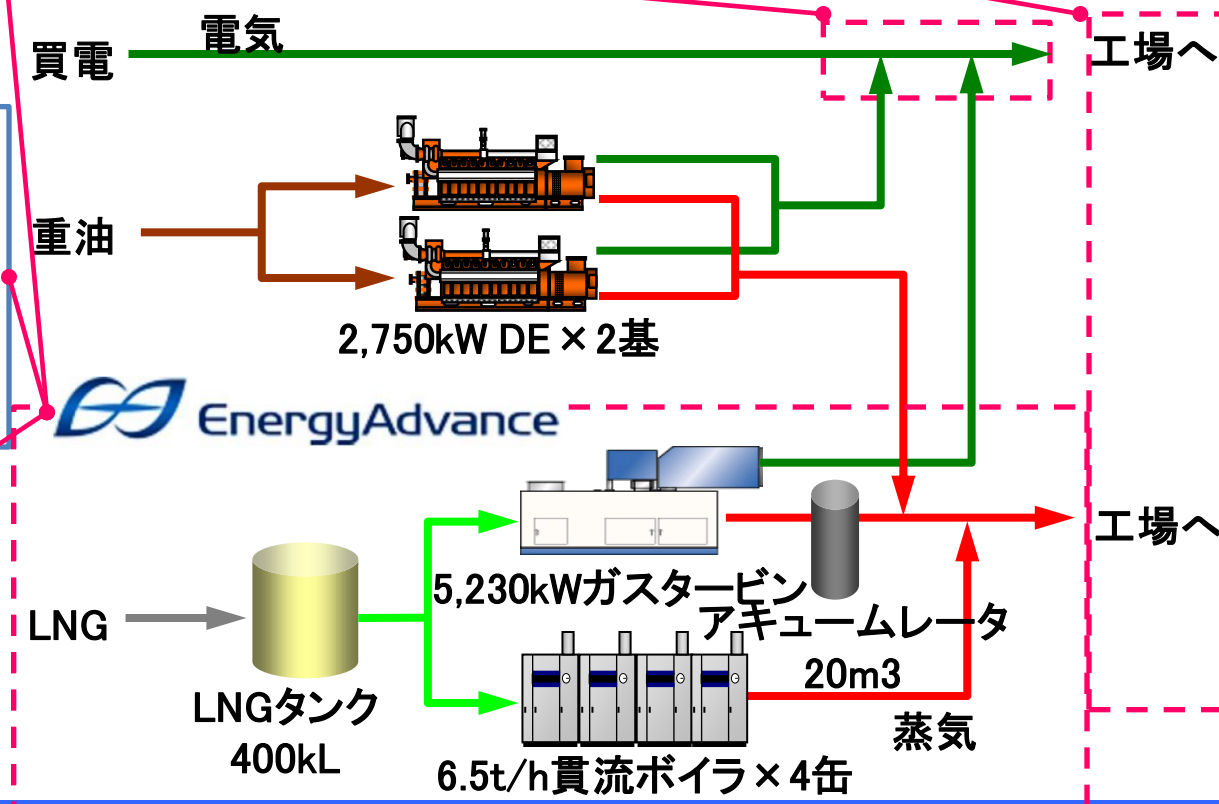 電気
買電
工場へ
重油
2,750kW DE×2基
EnergyAdvance
5,230kWガスタービン
工場へ
アキュームレータ
20m3
LNG
LNGタンク
400kL
蒸気
6.5t/h貫流ボイラ×4缶